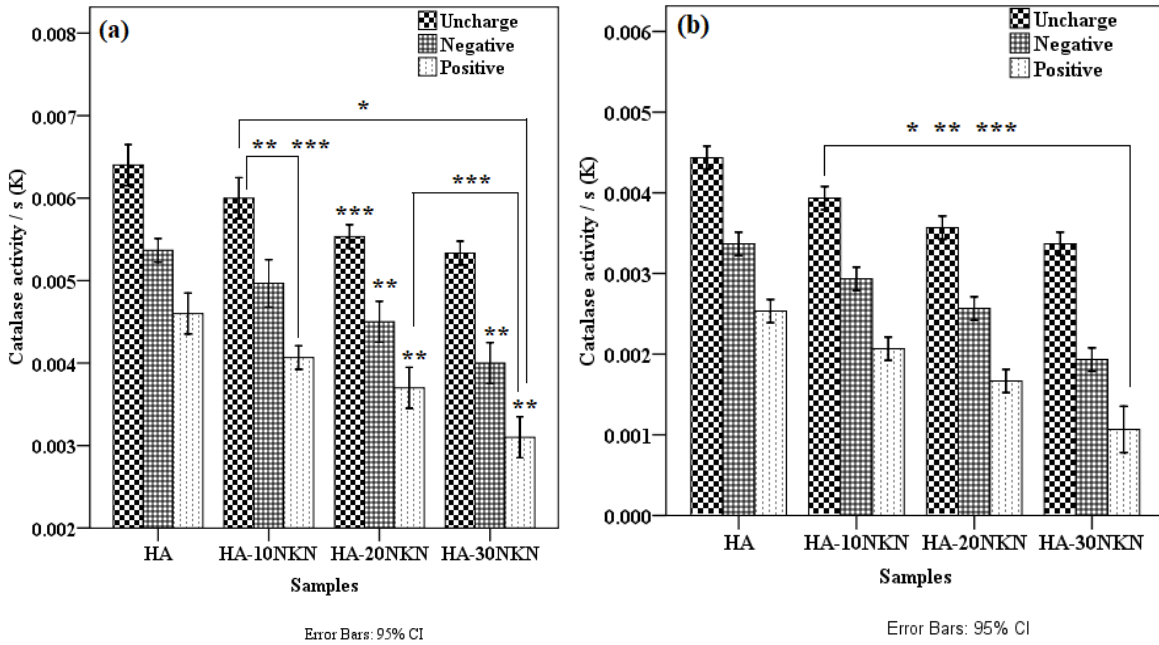 (a)
Uncharge
Negative
Positive
0.008
0.007
0.006
0.005
0.004
0.003
0.002
Catalase activity / s (K)
*
** ***
***
***
**
**
**
**
HA
HA-10NKN
HA-20NKN
HA-30NKN
Samples
Error Bars: 95% CI
(b)
Uncharge
Negative
Positive
0.006
0.005
0.004
0.003
0.002
0.001
0.000
Catalase activity / s (K)
* ** ***
HA
HA-10NKN
HA-20NKN
HA-30NKN
Samples
Error Bars: 95% CI